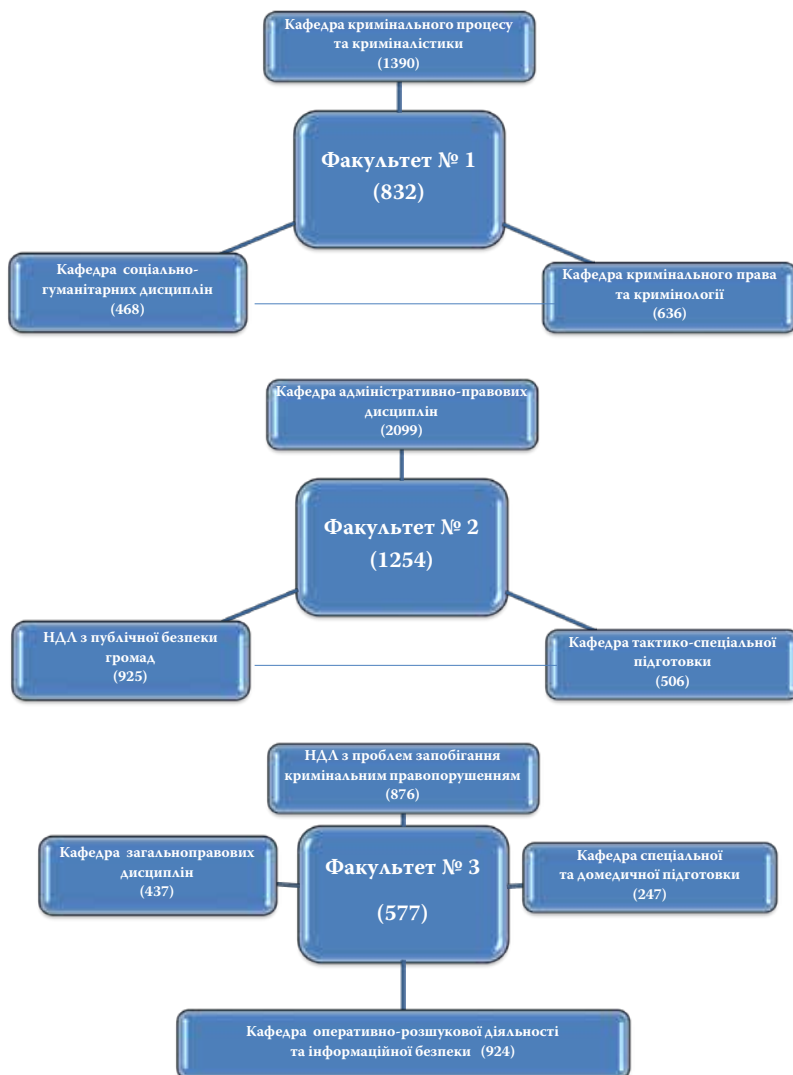 Кафедра кримінального процесу
та криміналістики
(1390)
Факультет № 1
(832)
Кафедра соціально-
гуманітарних дисциплін
(468)
Кафедра кримінального права
та кримінології
(636)
Кафедра адміністративно-правових
дисциплін
(2099)
Факультет № 2
(1254)
НДЛ з публічної безпеки
громад
(925)
Кафедра тактико-спеціальної
підготовки
(506)
НДЛ з проблем запобігання
кримінальним правопорушенням
(876)
Кафедра загальноправових
дисциплін
(437)
Факультет № 3
(577)
Кафедра спеціальної
та домедичної підготовки
(247)
Кафедра оперативно-розшукової діяльності
та інформаційної безпеки (924)